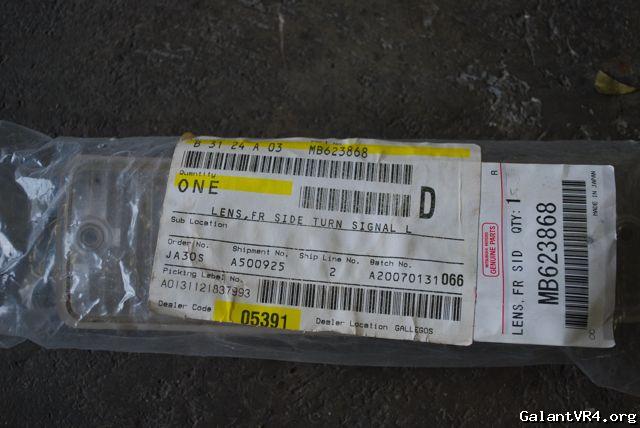 B 31 24 A 03 MB623868
Quantity
ONE
D
LENS,FR SIDE TURN SIGNAL L
Sub Location
Order No. Shipment No. Ship Line No. Batch No.
JA30S A500925 2 A20070131066
Picking Label No.
A0131121837993
Dealer Code 05391 Dealer Location GALLEGOS
R
GENUINE PARTS
LENS, FR SID QTY: 1
MB623868
MADE IN JAPAN
GalantVR4.org